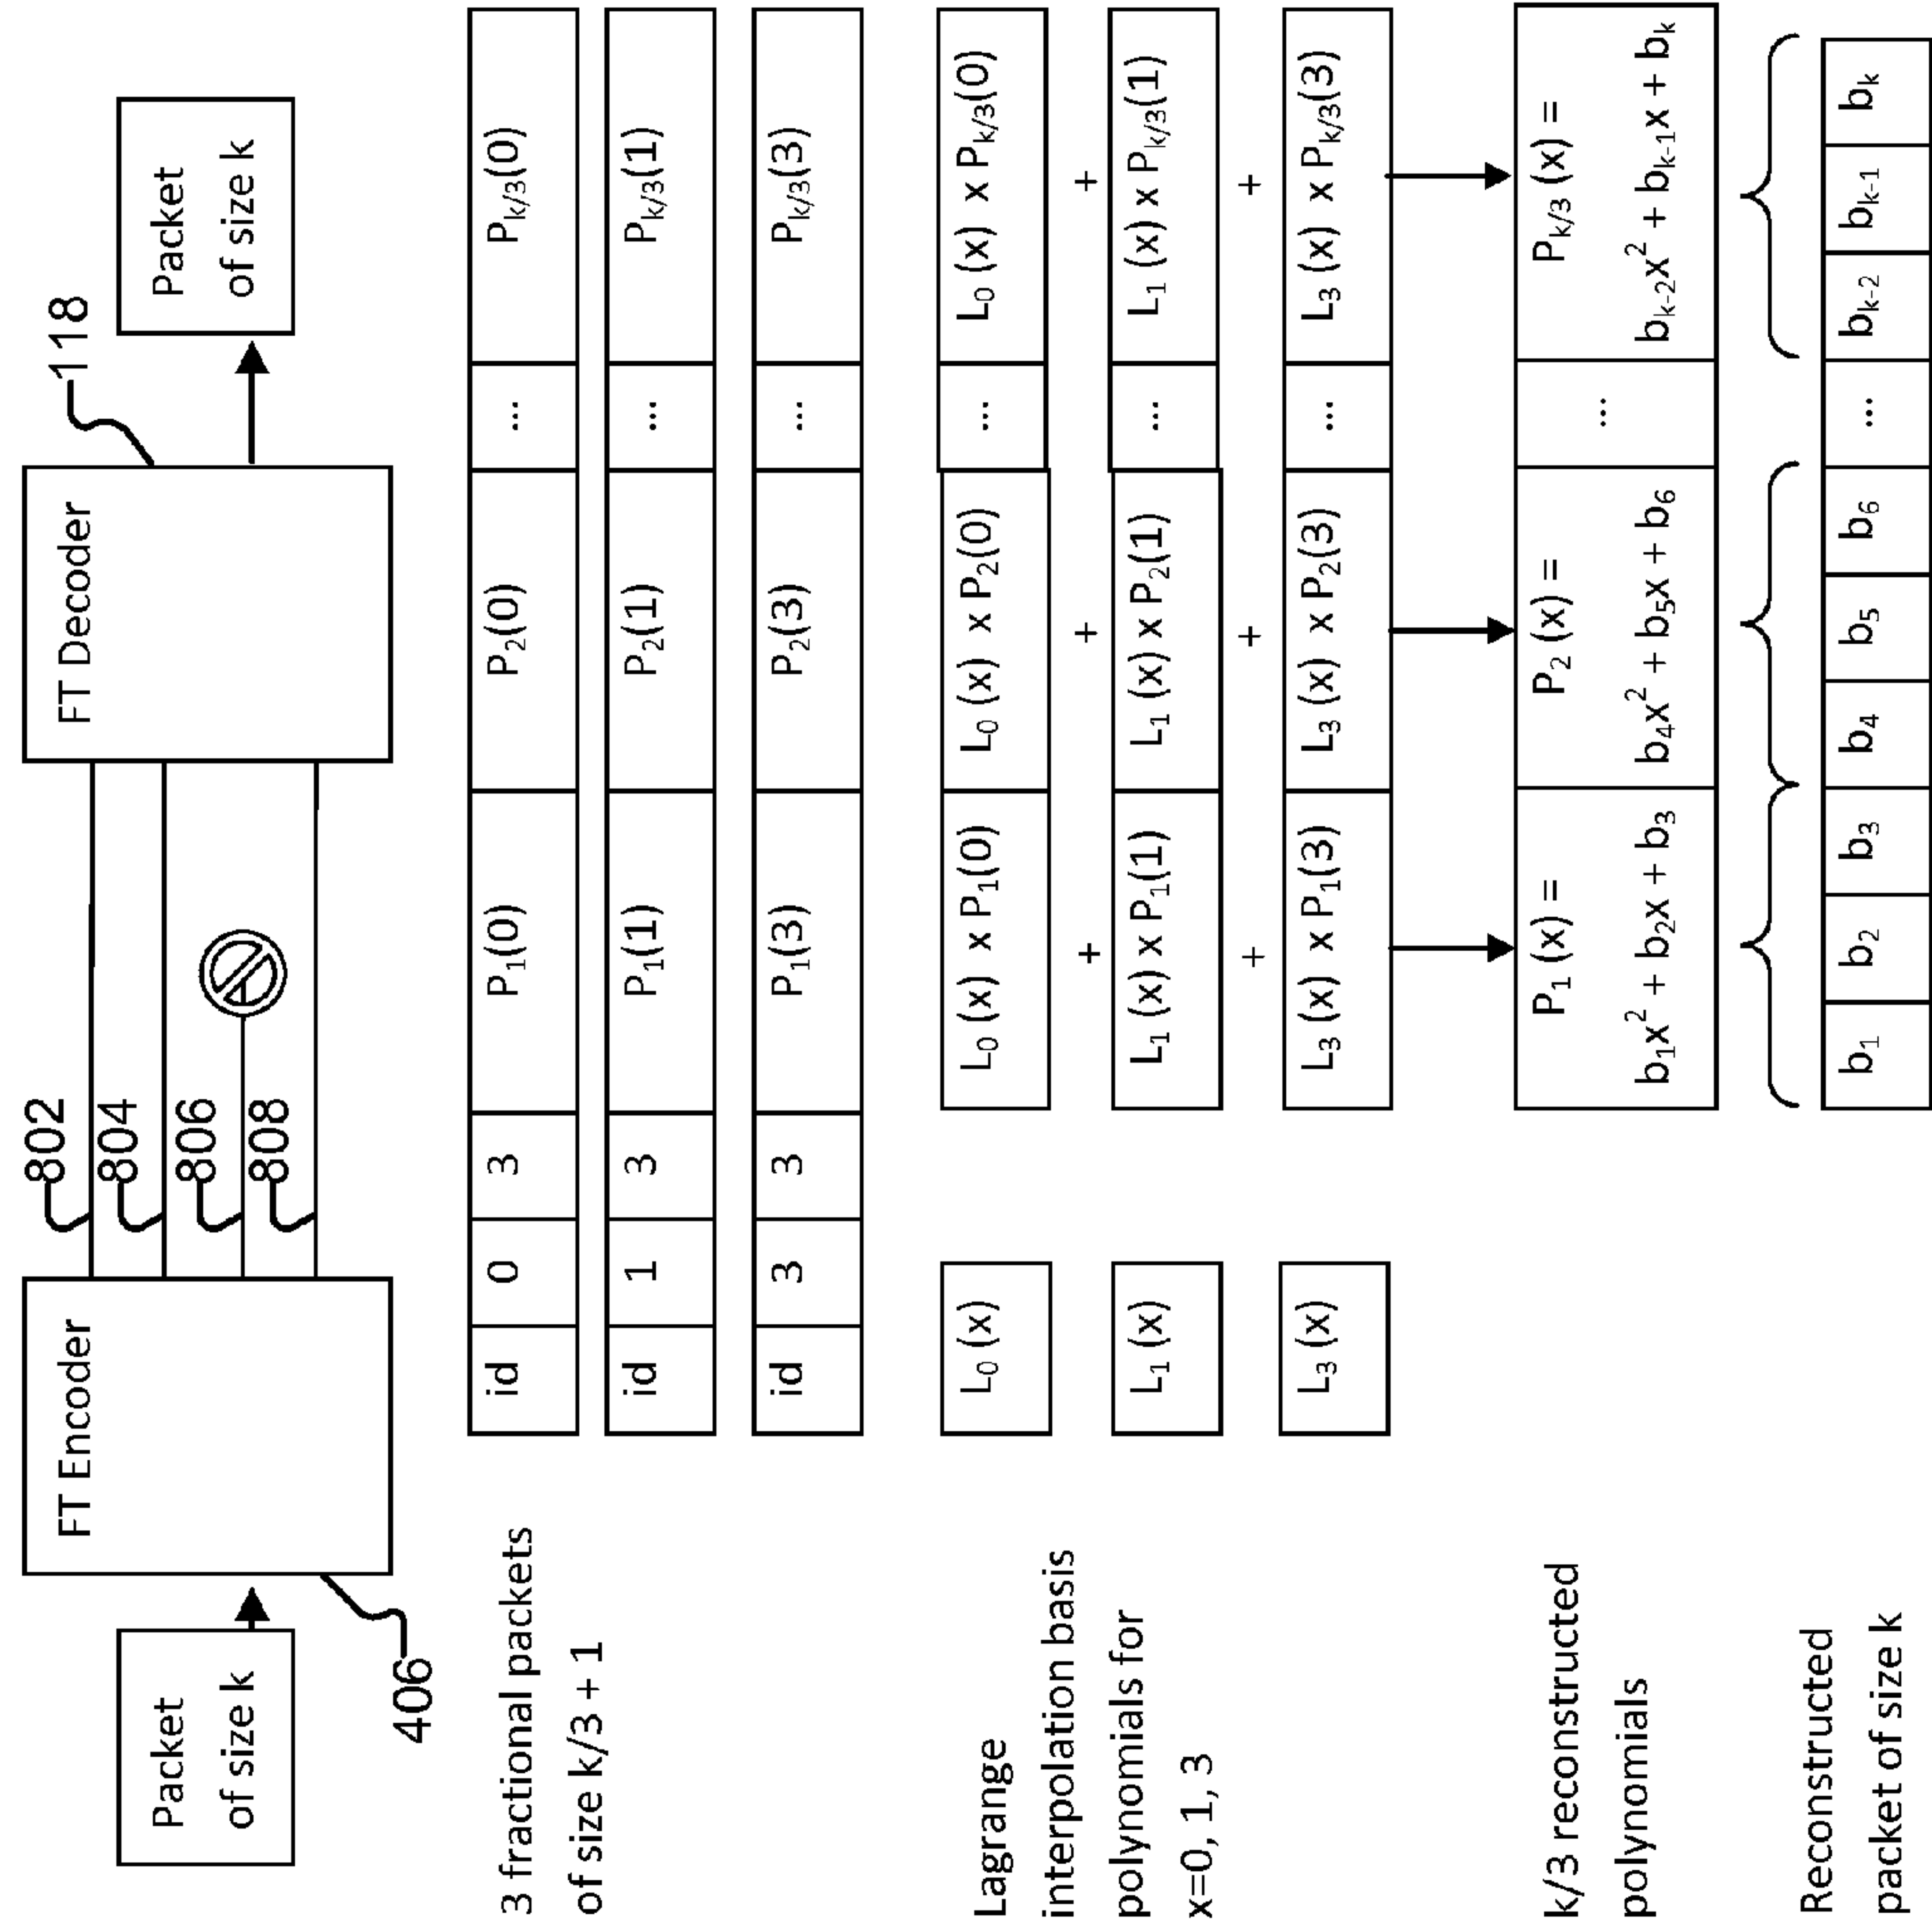 Packet
of size k
FT Encoder
406
802
804
806
808
FT Decoder
118
Packet
of size k
3 fractional packets
of size k/3 + 1
id 0 3 P₁(0) P₂(0) ... Pₖ/₃(0)
id 1 3 P₁(1) P₂(1) ... Pₖ/₃(1)
id 3 3 P₁(3) P₂(3) ... Pₖ/₃(3)
Lagrange
interpolation basis
polynomials for
x=0, 1, 3
L₀ (x) L₀ (x) x P₁(0) L₀ (x) x P₂(0) ... L₀ (x) x Pₖ/₃(0)
+ + +
L₁ (x) L₁ (x) x P₁(1) L₁ (x) x P₂(1) ... L₁ (x) x Pₖ/₃(1)
+ + +
L₃ (x) L₃ (x) x P₁(3) L₃ (x) x P₂(3) ... L₃ (x) x Pₖ/₃(3)
k/3 reconstructed
polynomials
P₁ (x) =
b₁x² + b₂x + b₃
P₂ (x) =
b₄x² + b₅x + b₆
...
Pₖ/₃ (x) =
bₖ₋₂x² + bₖ₋₁x + bₖ
Reconstructed
packet of size k
b₁ b₂ b₃ b₄ b₅ b₆ ... bₖ₋₂ bₖ₋₁ bₖ